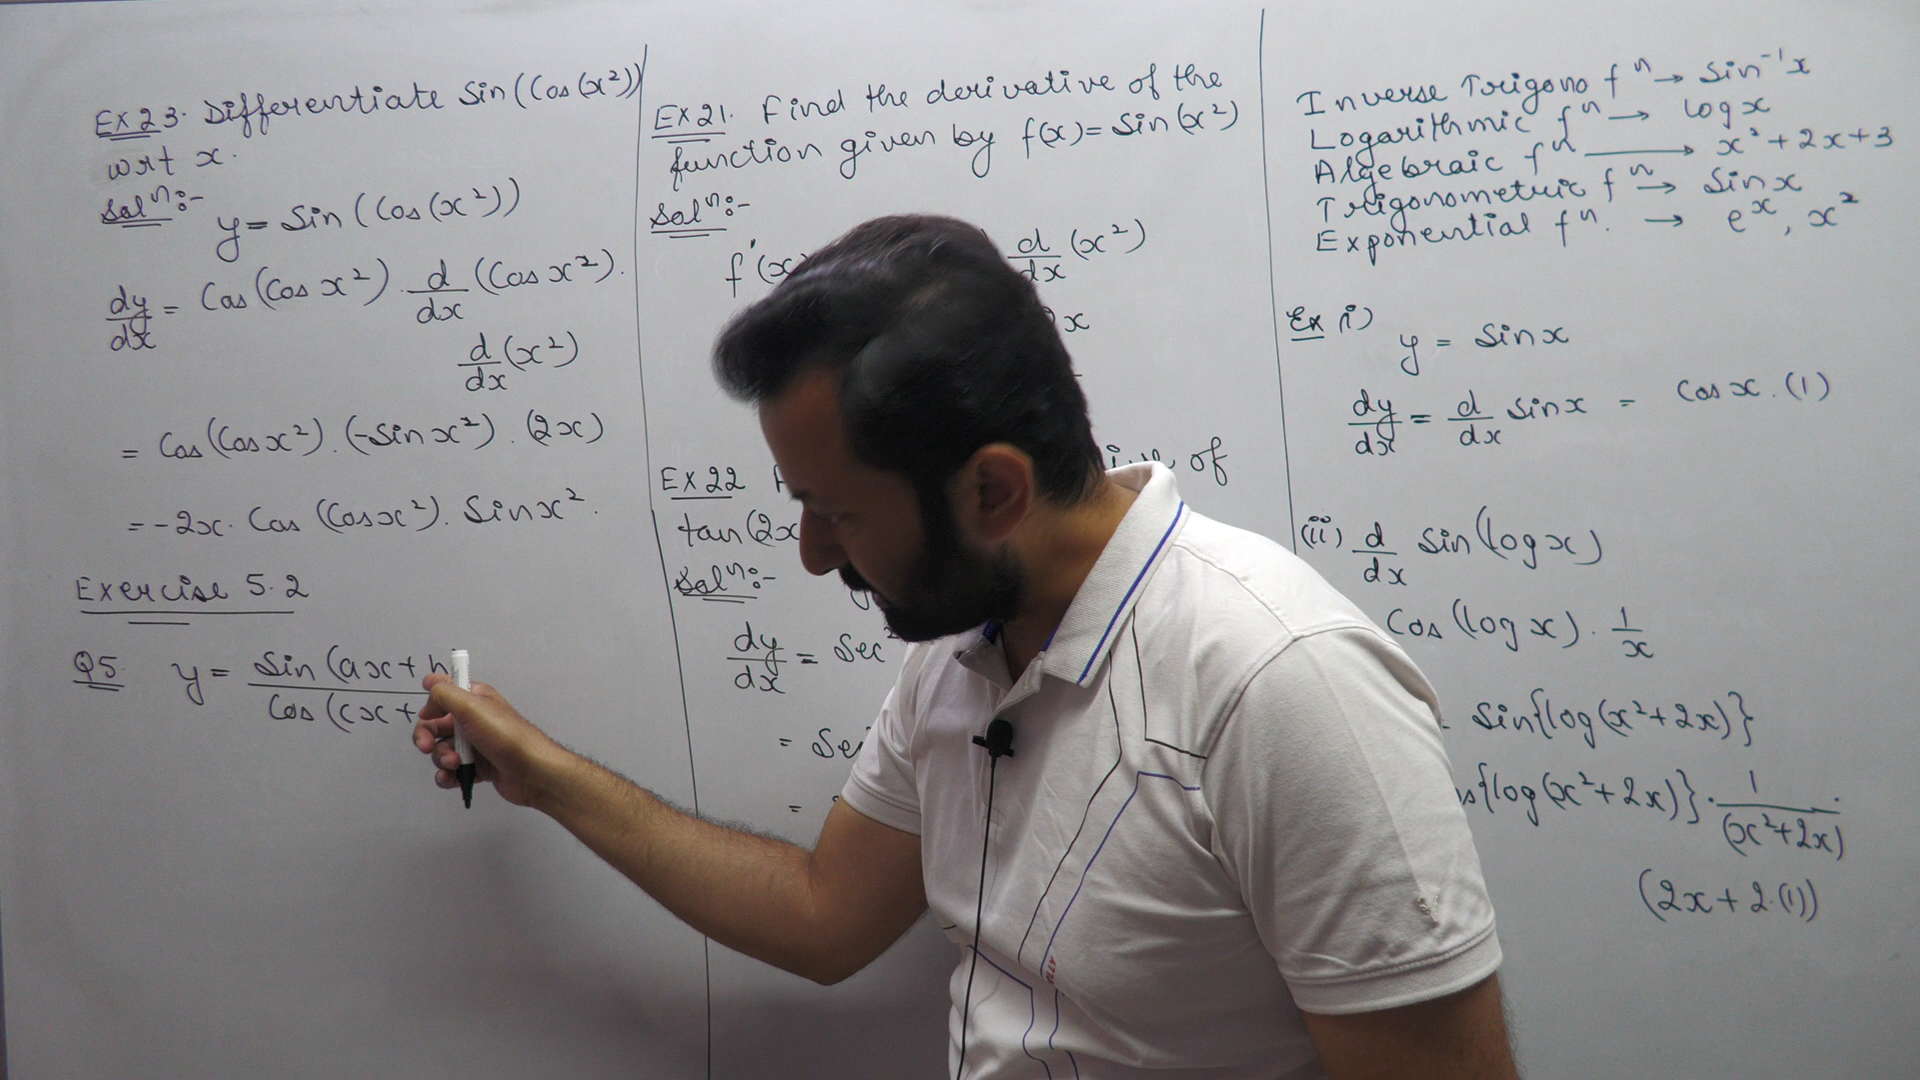 Ex 23. Differentiate Sin(Cos(x²))
wrt x.
Solⁿ:-
y = Sin(Cos(x²))
dy/dx = Cos(Cos x²) . d/dx (Cos x²).
d/dx (x²)
= Cos(Cos x²) . (-Sin x²) . (2x)
= -2x . Cos (Cos x²) . Sin x².
Exercise 5.2
Q5. y = Sin (ax +
Cos (cx +
EX 21. Find the derivative of the
function given by f(x) = Sin(x²)
Solⁿ:-
f'(x)
d/dx (x²)
x
EX 22
of
tan(2x
Solⁿ:-
dy/dx = Sec²
= Sec
=
Inverse Trigono fⁿ → Sin⁻¹x
Logarithmic fⁿ → log x
Algebraic fⁿ → x² + 2x + 3
Trigonometric fⁿ → Sin x
Exponential fⁿ. → eˣ, x²
Ex i) y = Sin x
dy/dx = d/dx Sin x = Cos x . (1)
(ii) d/dx Sin (log x)
Cos (log x) . 1/x
Sin{log(x² + 2x)}
s{log(x² + 2x)} . 1/(x² + 2x) .
(2x + 2.(1))